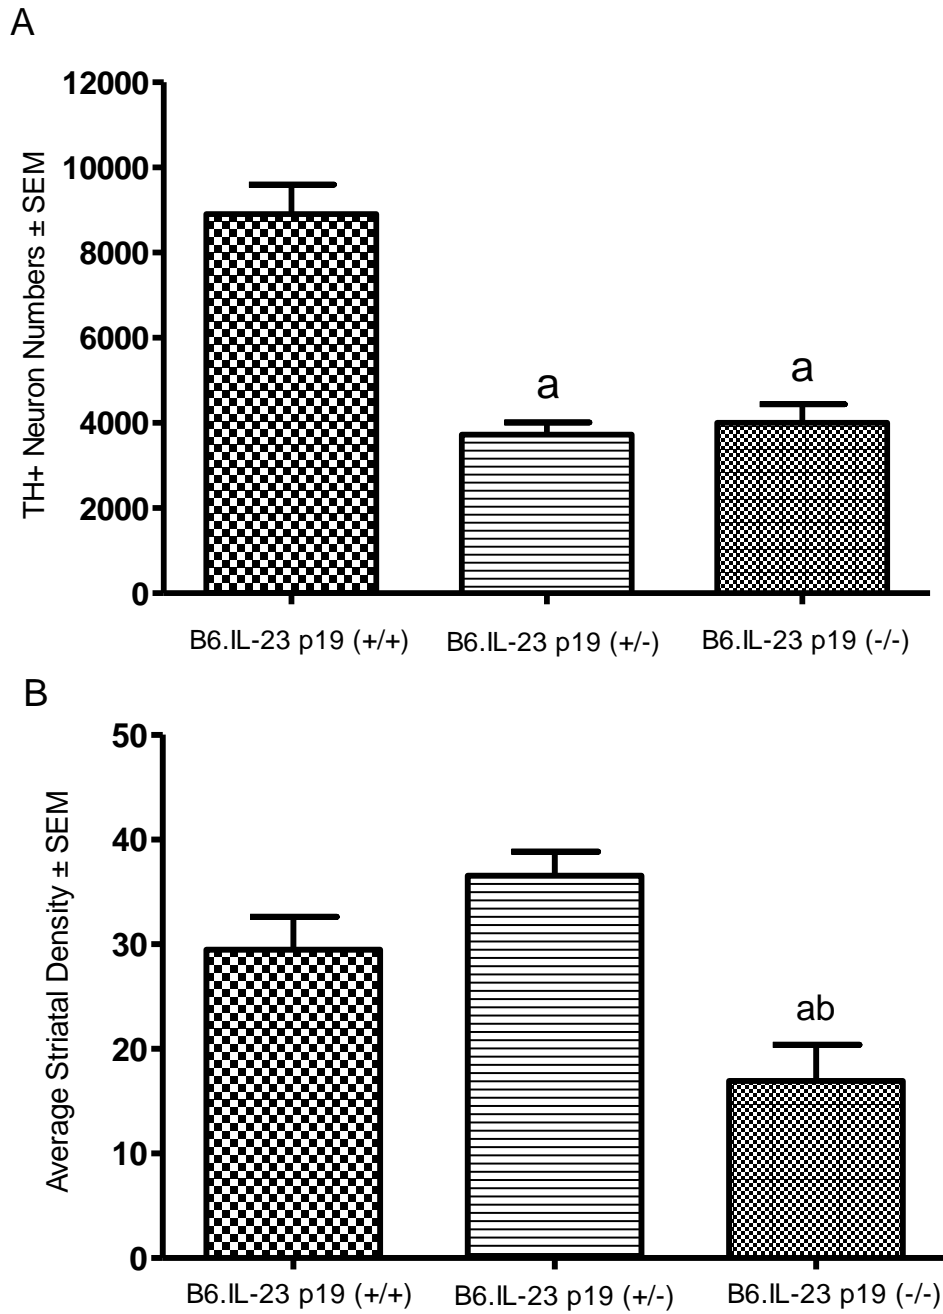 A
12000
10000
8000
6000
4000
2000
0
TH+ Neuron Numbers ± SEM
a
a
B6.IL-23 p19 (+/+) B6.IL-23 p19 (+/-) B6.IL-23 p19 (-/-)
B
50
40
30
20
10
0
Average Striatal Density ± SEM
ab
B6.IL-23 p19 (+/+) B6.IL-23 p19 (+/-) B6.IL-23 p19 (-/-)